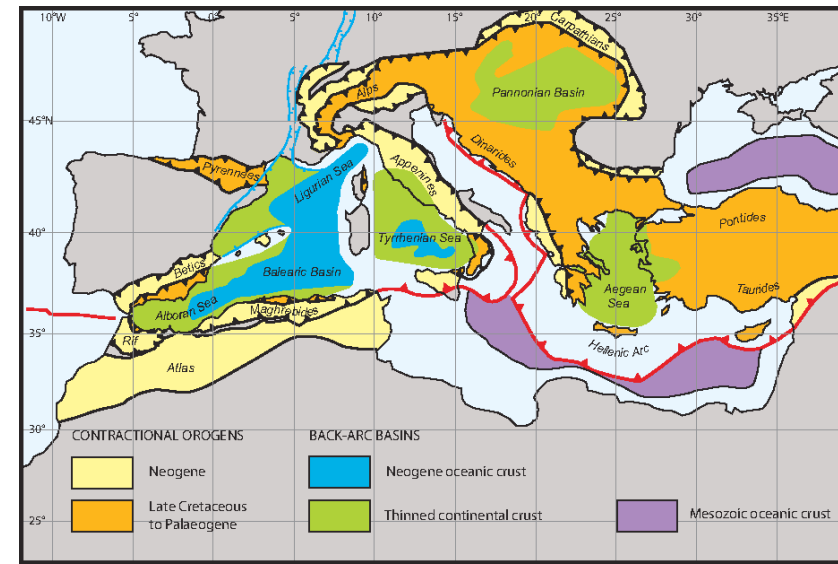 10°W
5°
0°
5°
10°
15°
20°
25°
30°
35°E
Carpathians
Alps
Pannonian Basin
45°N
Dinarides
Pyrennees
Ligurian Sea
Appenines
Pontides
40°
Tyrrhenian Sea
Betics
Balearic Basin
Aegean
Sea
Taurides
Alboran Sea
Maghrebides
35°
Rif
Hellenic Arc
Atlas
30°
CONTRACTIONAL OROGENS
BACK-ARC BASINS
Neogene
Neogene oceanic crust
Late Cretaceous
to Palaeogene
Thinned continental crust
Mesozoic oceanic crust
25°